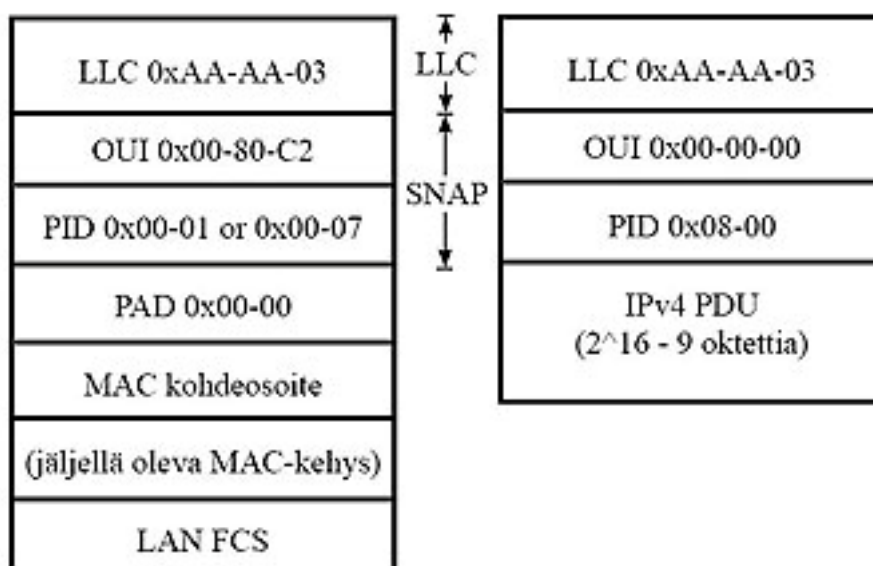 LLC 0xAA-AA-03
OUI 0x00-80-C2
PID 0x00-01 or 0x00-07
PAD 0x00-00
MAC kohdeosoite
(jäljellä oleva MAC-kehys)
LAN FCS
LLC
SNAP
LLC 0xAA-AA-03
OUI 0x00-00-00
PID 0x08-00
IPv4 PDU
(2^16 - 9 oktettia)